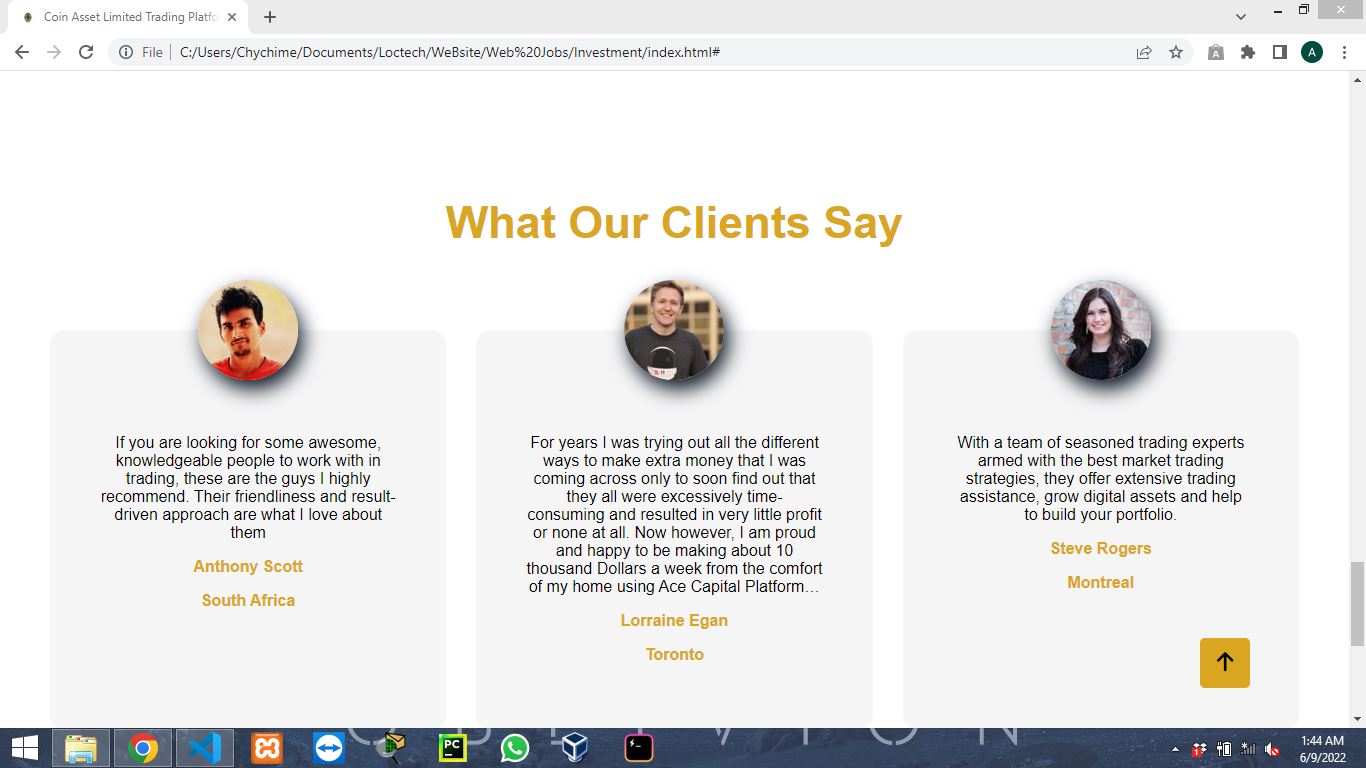 Coin Asset Limited Trading Platfo
File
C:/Users/Chychime/Documents/Loctech/WeBsite/Web%20Jobs/Investment/index.html#
A
A
What Our Clients Say
If you are looking for some awesome,
knowledgeable people to work with in
trading, these are the guys I highly
recommend. Their friendliness and result-
driven approach are what I love about
them
Anthony Scott
South Africa
For years I was trying out all the different
ways to make extra money that I was
coming across only to soon find out that
they all were excessively time-
consuming and resulted in very little profit
or none at all. Now however, I am proud
and happy to be making about 10
thousand Dollars a week from the comfort
of my home using Ace Capital Platform…
Lorraine Egan
Toronto
With a team of seasoned trading experts
armed with the best market trading
strategies, they offer extensive trading
assistance, grow digital assets and help
to build your portfolio.
Steve Rogers
Montreal
PC
1:44 AM
6/9/2022